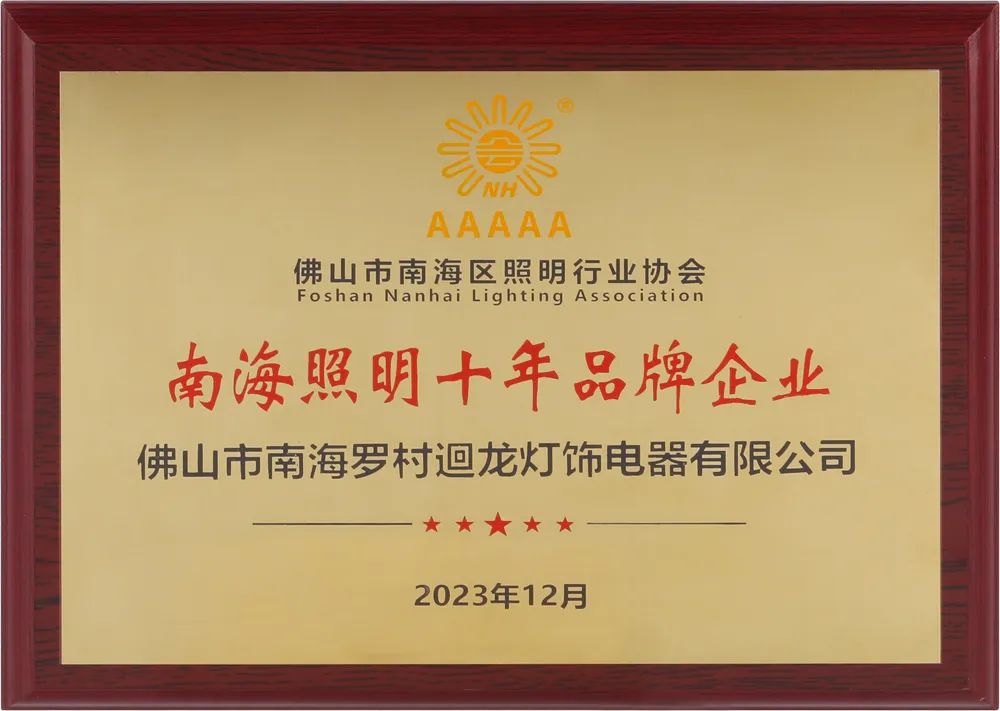 ®
NH
AAAAA
佛山市南海区照明行业协会
Foshan Nanhai Lighting Association
南海照明十年品牌企业
佛山市南海罗村迴龙灯饰电器有限公司
2023年12月